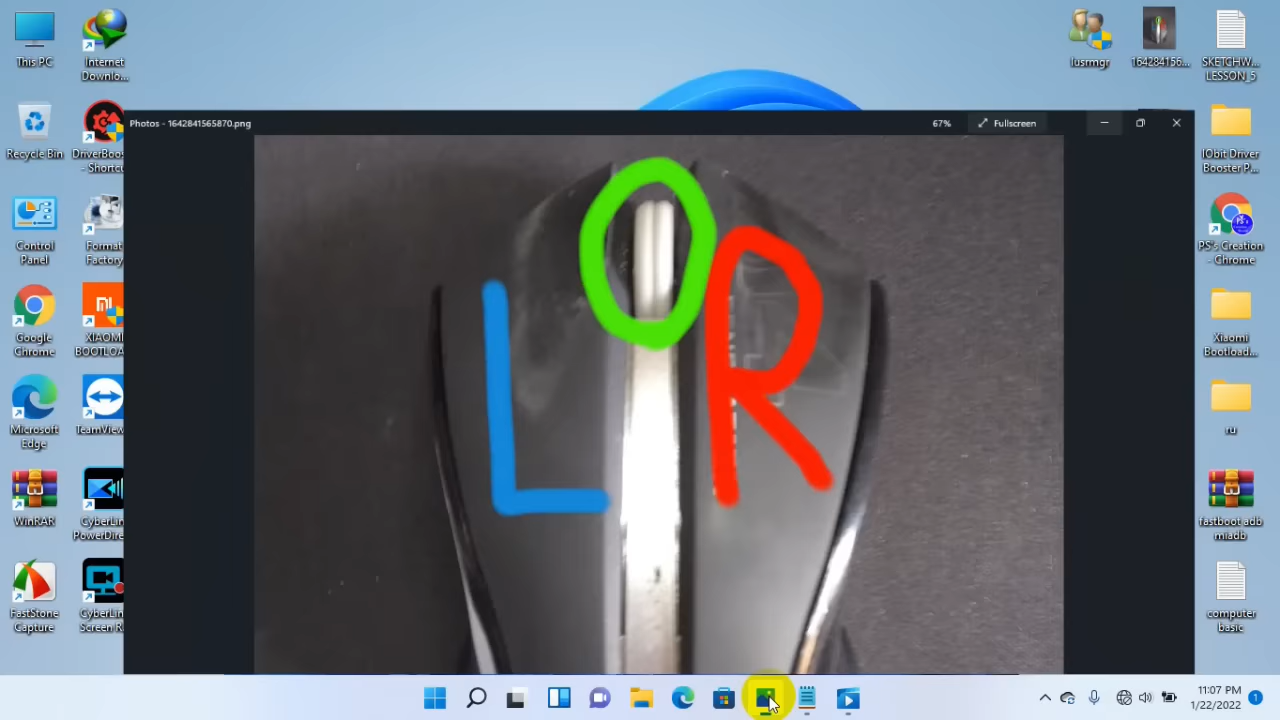 This PC
Internet
Downlo...
lusrmgr
164284156...
SKETCHW...
LESSON_5
Photos - 1642841565870.png
67%
Fullscreen
Recycle Bin
DriverBoos...
- Shortcu
IObit Driver
Booster P...
L
R
Control
Panel
Format
Factory
PS's Creation
- Chrome
Google
Chrome
XIAOMI
BOOTLOA
Xiaomi
Bootload...
Microsoft
Edge
TeamView
ru
WinRAR
CyberLin
PowerDire
fastboot adb
miadb
FastStone
Capture
CyberLin
Screen R
computer
basic
11:07 PM
1/22/2022
1